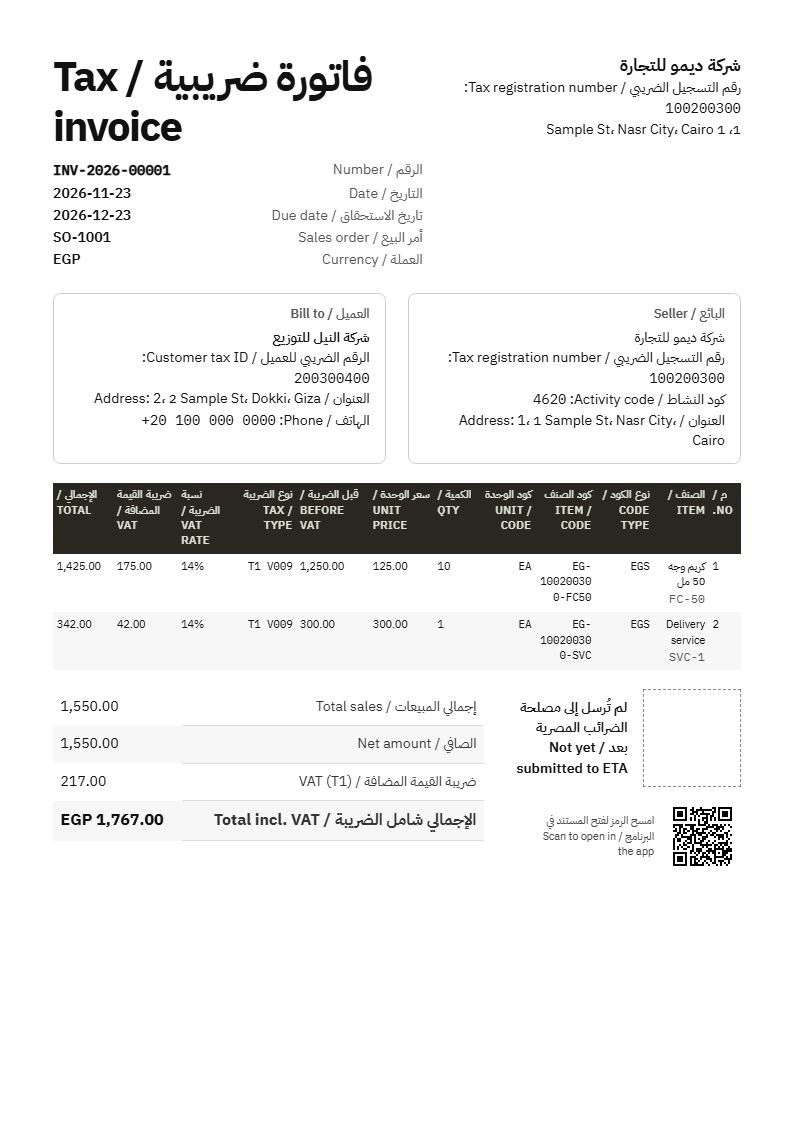 شركة ديمو للتجارة
رقم التسجيل الضريبي / Tax registration number:
100200300
1، 1 Sample St، Nasr City، Cairo
فاتورة ضريبية / Tax
invoice
الرقم / Number INV-2026-00001
التاريخ / Date 2026-11-23
تاريخ الاستحقاق / Due date 2026-12-23
أمر البيع / Sales order SO-1001
العملة / Currency EGP
البائع / Seller
شركة ديمو للتجارة
رقم التسجيل الضريبي / Tax registration number:
100200300
كود النشاط / Activity code: 4620
العنوان / Address: 1، 1 Sample St، Nasr City،
Cairo
العميل / Bill to
شركة النيل للتوزيع
الرقم الضريبي للعميل / Customer tax ID:
200300400
العنوان / Address: 2، 2 Sample St، Dokki، Giza
الهاتف / Phone: +20 100 000 0000
م / الصنف / نوع الكود / كود الصنف كود الوحدة الكمية / سعر الوحدة / قبل الضريبة / نوع الضريبة نسبة ضريبة القيمة الإجمالي /
NO. ITEM CODE / ITEM / UNIT QTY UNIT BEFORE / TAX الضريبة / المضافة / TOTAL
TYPE CODE CODE PRICE VAT TYPE VAT VAT
RATE
1 كريم وجه EGS EG- EA 10 125.00 1,250.00 T1 V009 14% 175.00 1,425.00
50 مل 10020030
FC-50 0-FC50
2 Delivery EGS EG- EA 1 300.00 300.00 T1 V009 14% 42.00 342.00
service 10020030
SVC-1 0-SVC
لم تُرسل إلى مصلحة
الضرائب المصرية
بعد / Not yet
submitted to ETA
امسح الرمز لفتح المستند في
البرنامج / Scan to open in
the app
إجمالي المبيعات / Total sales 1,550.00
الصافي / Net amount 1,550.00
ضريبة القيمة المضافة / VAT (T1) 217.00
الإجمالي شامل الضريبة / Total incl. VAT EGP 1,767.00